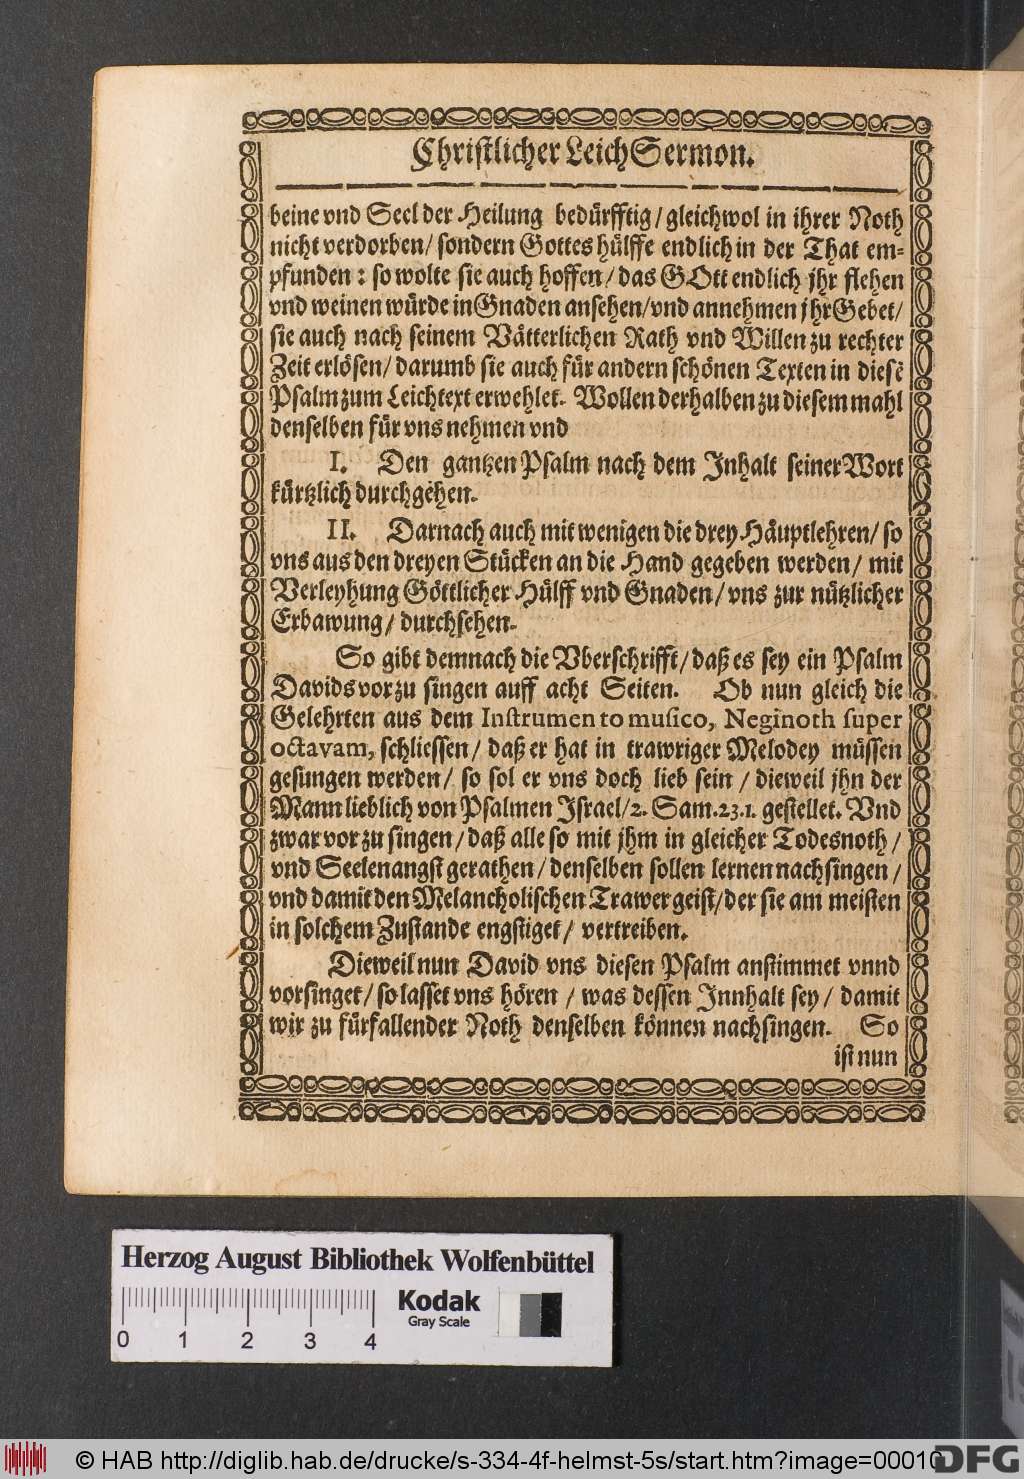 Christlicher LeichSermon.
beine vnd Seel der Heilung bedürfftig/ gleichwol in ihrer Noth
nicht verdorben/ sondern Gottes hülffe endlich in der That em-
pfunden: so wolte sie auch hoffen/ das GOtt endlich jhr flehen
vnd weinen würde in Gnaden ansehen/ vnd annehmen jhr Gebet/
sie auch nach seinem Vätterlichen Rath vnd Willen zu rechter
Zeit erlösen/ darumb sie auch für andern schönen Texten in diesẽ
Psalm zum Leichtext erwehlet. Wollen derhalben zu diesem mahl
denselben für vns nehmen vnd
I. Den gantzen Psalm nach dem Inhalt seiner Wort
kürtzlich durchgehen.
II. Darnach auch mit wenigen die drey Häuptlehren/ so
vns aus den dreyen Stücken an die Hand gegeben werden/ mit
Verleyhung Göttlicher Hülff vnd Gnaden/ vns zur nützlicher
Erbawung/ durchsehen.
So gibt demnach die Vberschrifft/ daß es sey ein Psalm
Davids vorzu singen auff acht Seiten. Ob nun gleich die
Gelehrten aus dem Instrumento musico, Neginoth super
octavam, schliessen/ daß er hat in trawriger Melodey müssen
gesungen werden/ so sol er vns doch lieb sein/ dieweil jhn der
Mann lieblich von Psalmen Israel/ 2. Sam. 23. 1. gestellet. Vnd
zwar vor zu singen/ daß alle so mit jhm in gleicher Todesnoth/
vnd Seelenangst gerathen/ denselben sollen lernen nachsingen/
vnd damit den Melancholischen Trawergeist/ der sie am meisten
in solchem Zustande engstiget/ vertreiben.
Dieweil nun David vns diesen Psalm anstimmet vnnd
vorsinget/ so lasset vns hören/ was dessen Innhalt sey/ damit
wir zu fürfallender Noth denselben können nachsingen. So
ist nun
Herzog August Bibliothek Wolfenbüttel
Kodak
Gray Scale
0 1 2 3 4
© HAB http://diglib.hab.de/drucke/s-334-4f-helmst-5s/start.htm?image=00010
DFG